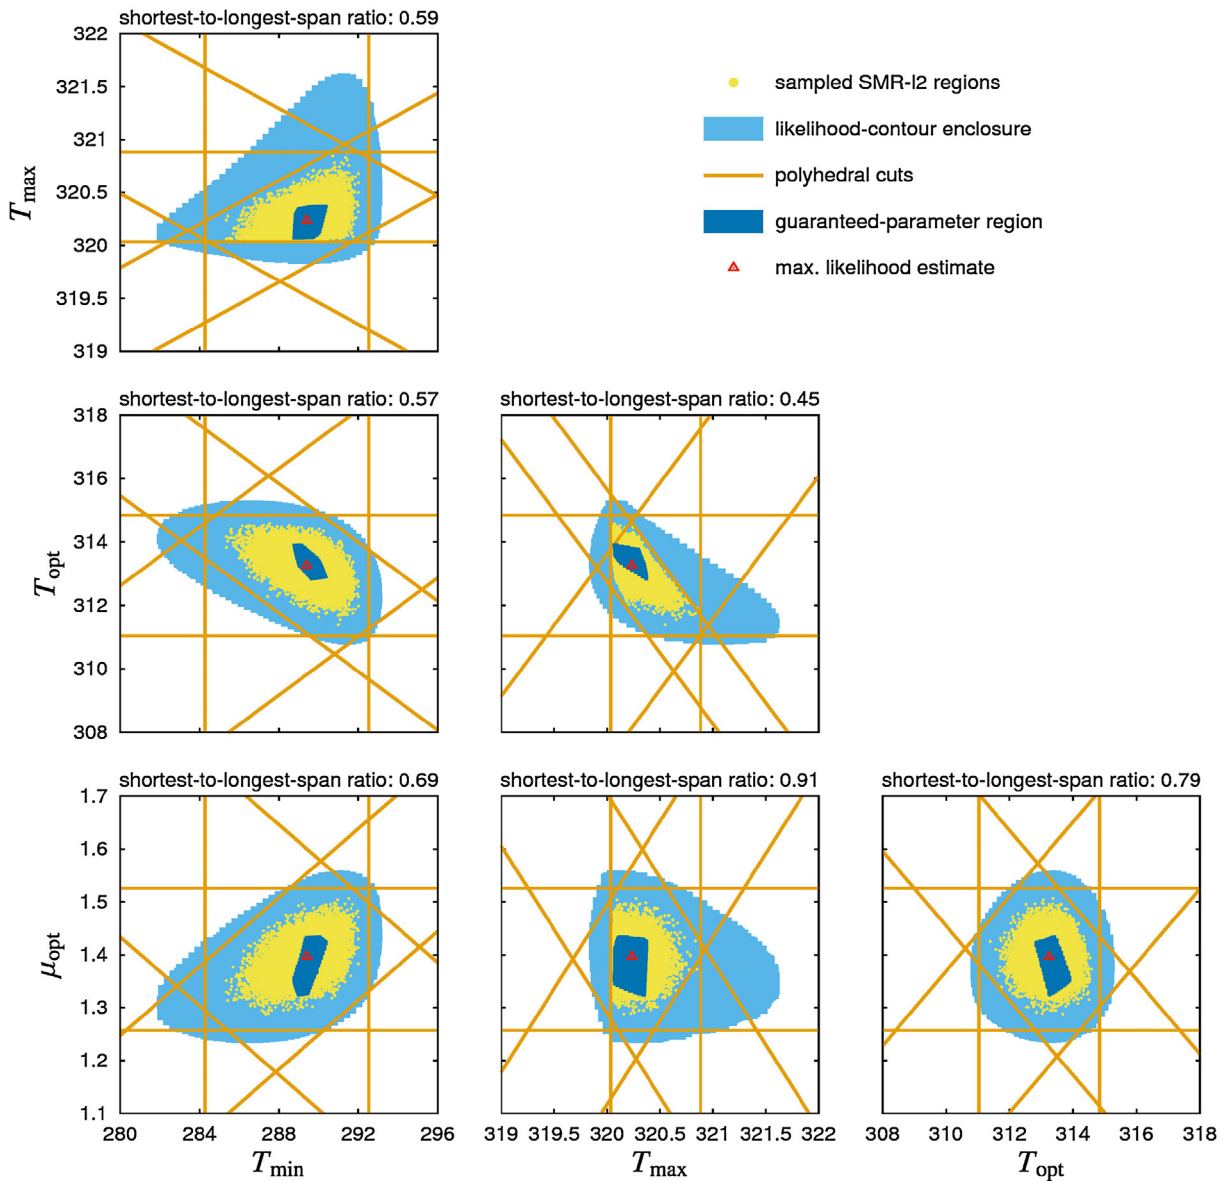 shortest-to-longest-span ratio: 0.59
322
321.5
321
320.5
320
319.5
319
T_max
sampled SMR-l2 regions
likelihood-contour enclosure
polyhedral cuts
guaranteed-parameter region
max. likelihood estimate
shortest-to-longest-span ratio: 0.57
shortest-to-longest-span ratio: 0.45
318
316
314
312
310
308
T_opt
shortest-to-longest-span ratio: 0.69
shortest-to-longest-span ratio: 0.91
shortest-to-longest-span ratio: 0.79
1.7
1.6
1.5
1.4
1.3
1.2
1.1
μ_opt
280 284 288 292 296
319 319.5 320 320.5 321 321.5 322
308 310 312 314 316 318
T_min
T_max
T_opt